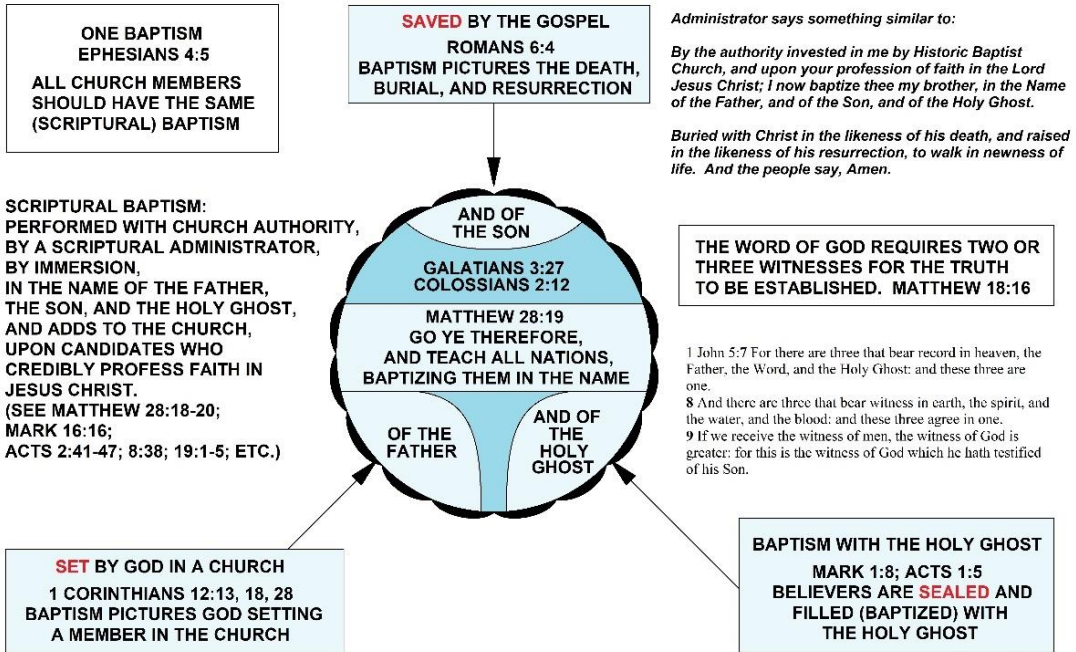 ONE BAPTISM
EPHESIANS 4:5
ALL CHURCH MEMBERS
SHOULD HAVE THE SAME
(SCRIPTURAL) BAPTISM
SAVED BY THE GOSPEL
ROMANS 6:4
BAPTISM PICTURES THE DEATH,
BURIAL, AND RESURRECTION
Administrator says something similar to:
By the authority invested in me by Historic Baptist
Church, and upon your profession of faith in the Lord
Jesus Christ; I now baptize thee my brother, in the Name
of the Father, and of the Son, and of the Holy Ghost.
Buried with Christ in the likeness of his death, and raised
in the likeness of his resurrection, to walk in newness of
life. And the people say, Amen.
SCRIPTURAL BAPTISM:
PERFORMED WITH CHURCH AUTHORITY,
BY A SCRIPTURAL ADMINISTRATOR,
BY IMMERSION,
IN THE NAME OF THE FATHER,
THE SON, AND THE HOLY GHOST,
AND ADDS TO THE CHURCH,
UPON CANDIDATES WHO
CREDIBLY PROFESS FAITH IN
JESUS CHRIST.
(SEE MATTHEW 28:18-20;
MARK 16:16;
ACTS 2:41-47; 8:38; 19:1-5; ETC.)
AND OF
THE SON
GALATIANS 3:27
COLOSSIANS 2:12
MATTHEW 28:19
GO YE THEREFORE,
AND TEACH ALL NATIONS,
BAPTIZING THEM IN THE NAME
OF THE
FATHER
AND OF
THE
HOLY
GHOST
THE WORD OF GOD REQUIRES TWO OR
THREE WITNESSES FOR THE TRUTH
TO BE ESTABLISHED. MATTHEW 18:16
1 John 5:7 For there are three that bear record in heaven, the
Father, the Word, and the Holy Ghost: and these three are
one.
8 And there are three that bear witness in earth, the spirit, and
the water, and the blood: and these three agree in one.
9 If we receive the witness of men, the witness of God is
greater: for this is the witness of God which he hath testified
of his Son.
SET BY GOD IN A CHURCH
1 CORINTHIANS 12:13, 18, 28
BAPTISM PICTURES GOD SETTING
A MEMBER IN THE CHURCH
BAPTISM WITH THE HOLY GHOST
MARK 1:8; ACTS 1:5
BELIEVERS ARE SEALED AND
FILLED (BAPTIZED) WITH
THE HOLY GHOST